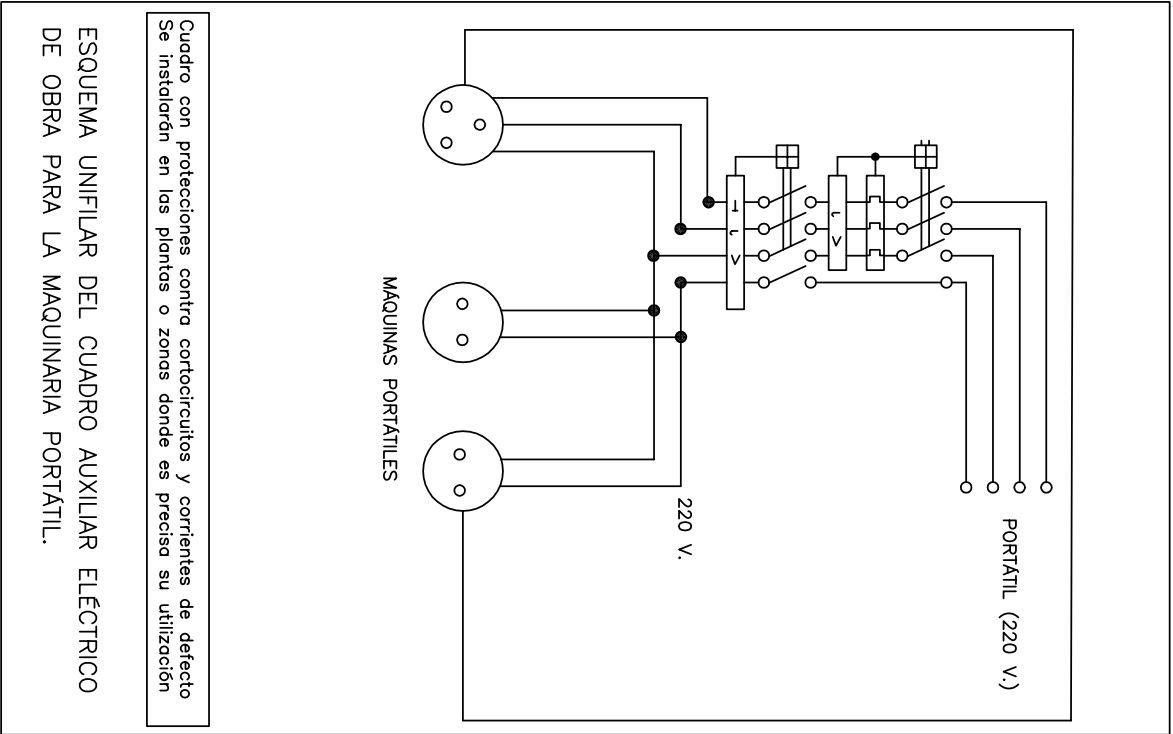 PORTÁTIL (220 V.)
220 V.
MÁQUINAS PORTÁTILES
Cuadro con protecciones contra cortocircuitos y corrientes de defecto
Se instalarán en las plantas o zonas donde es precisa su utilización
ESQUEMA UNIFILAR DEL CUADRO AUXILIAR ELÉCTRICO
DE OBRA PARA LA MAQUINARIA PORTÁTIL.